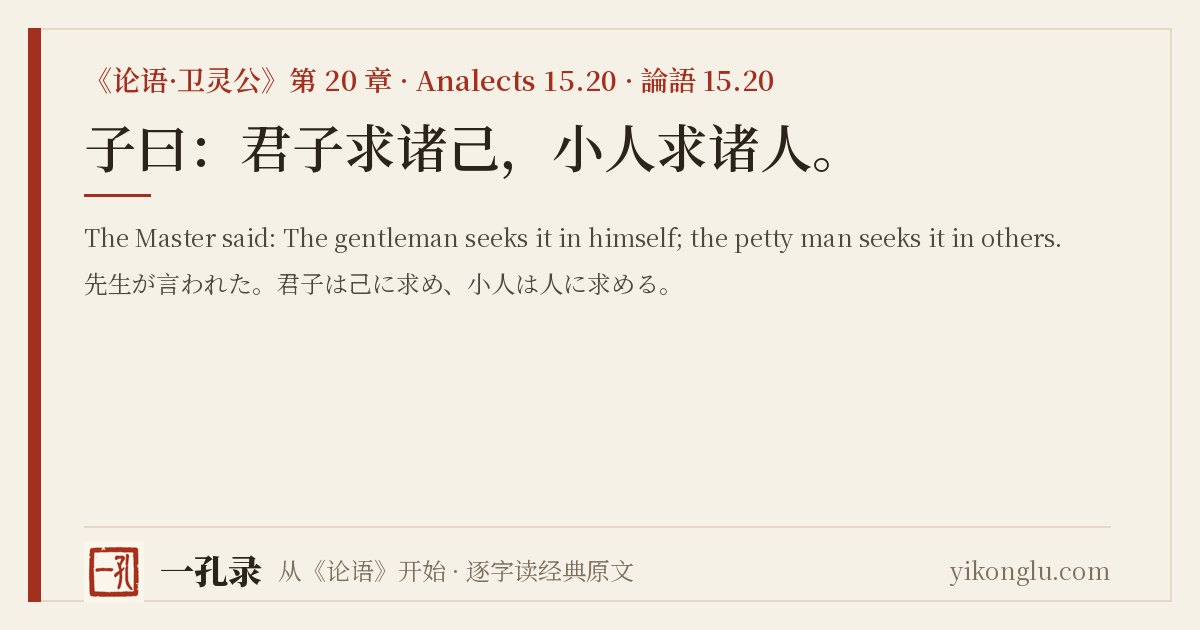 《论语·卫灵公》第 20 章 · Analects 15.20 · 論語 15.20
子曰：君子求诸己，小人求诸人。
The Master said: The gentleman seeks it in himself; the petty man seeks it in others.
先生が言われた。君子は己に求め、小人は人に求める。
一孔
一孔录 从《论语》开始 · 逐字读经典原文 yikonglu.com